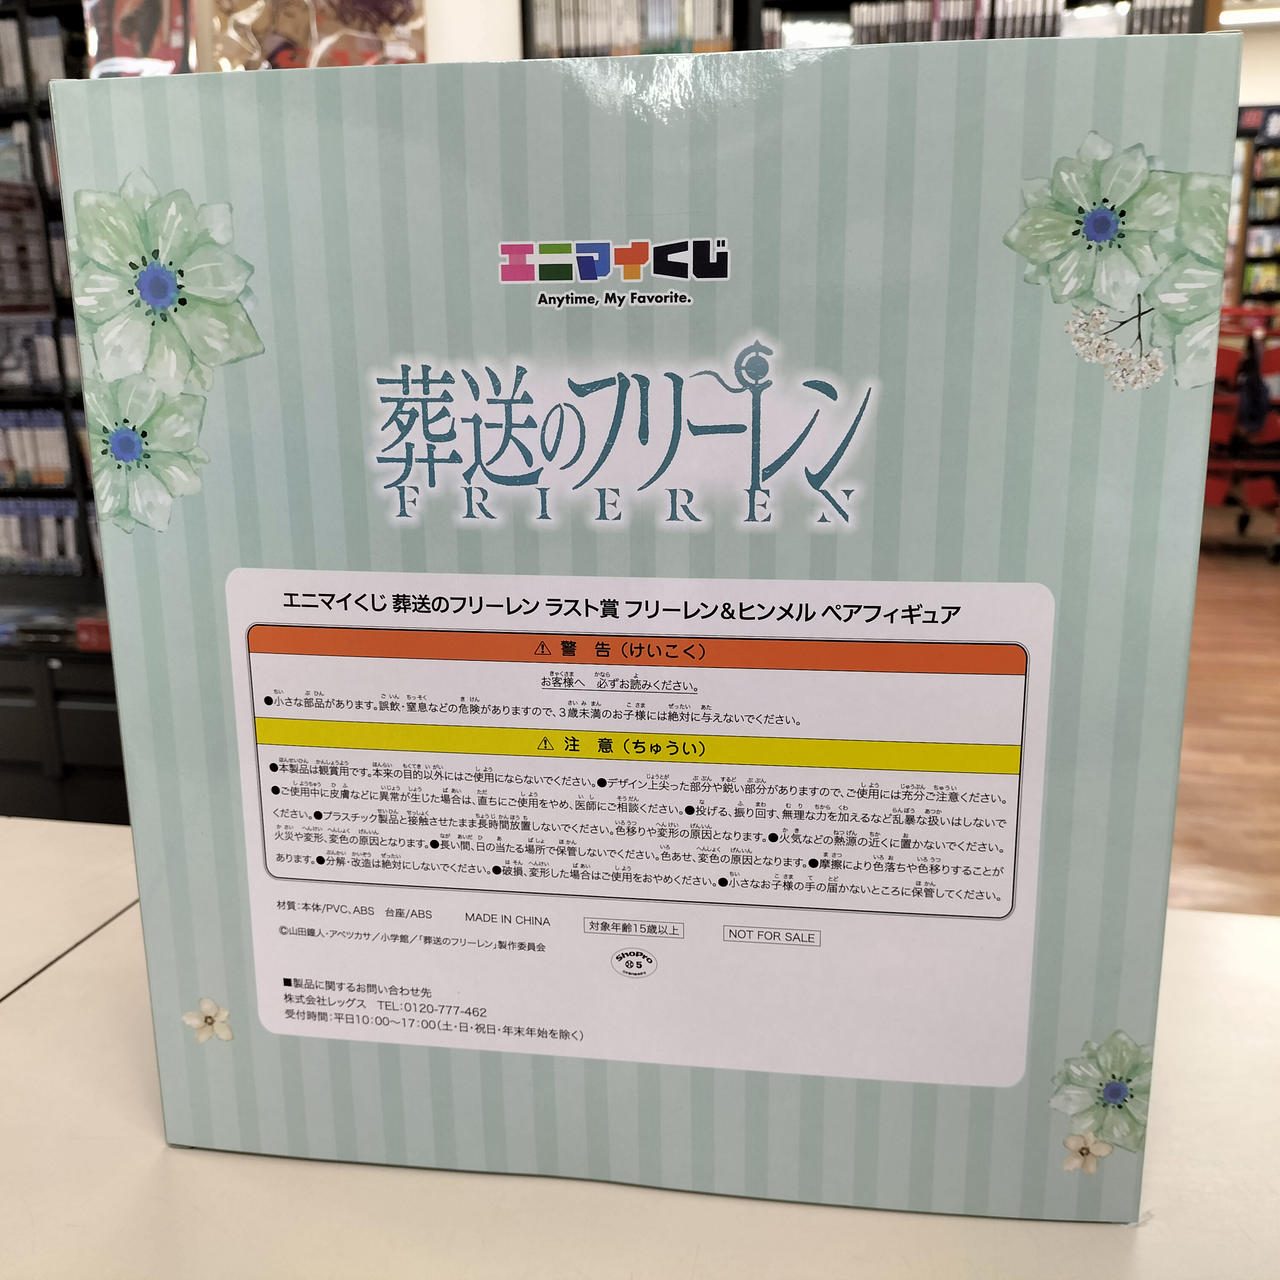 エニマイくじ
Anytime, My Favorite.
葬送のフリーレン
FRIEREN
エニマイくじ 葬送のフリーレン ラスト賞 フリーレン&ヒンメル ペアフィギュア
⚠ 警 告（けいこく）
お客様へ 必ずお読みください。
●小さな部品があります。誤飲・窒息などの危険がありますので、3歳未満のお子様には絶対に与えないでください。
⚠ 注 意（ちゅうい）
●本製品は観賞用です。本来の目的以外にはご使用にならないでください。●デザイン上尖った部分や鋭い部分がありますので、ご使用には充分ご注意ください。
●ご使用中に皮膚などに異常が生じた場合は、直ちにご使用をやめ、医師にご相談ください。●投げる、振り回す、無理な力を加えるなど乱暴な扱いはしないで
ください。●プラスチック製品と接触させたまま長時間放置しないでください。色移りや変形の原因となります。●火気などの熱源の近くに置かないでください。
火災や変形、変色の原因となります。●長い間、日の当たる場所で保管しないでください。色あせ、変色の原因となります。●摩擦により色落ちや色移りすることが
あります。●分解・改造は絶対にしないでください。●破損、変形した場合はご使用をおやめください。●小さなお子様の手の届かないところに保管してください。
材質：本体/PVC、ABS 台座/ABS MADE IN CHINA 対象年齢15歳以上 NOT FOR SALE
©山田鐘人・アベツカサ／小学館／「葬送のフリーレン」製作委員会
ShoPro
5
■製品に関するお問い合わせ先
株式会社レッグス TEL：0120-777-462
受付時間：平日10：00〜17：00（土・日・祝日・年末年始を除く）